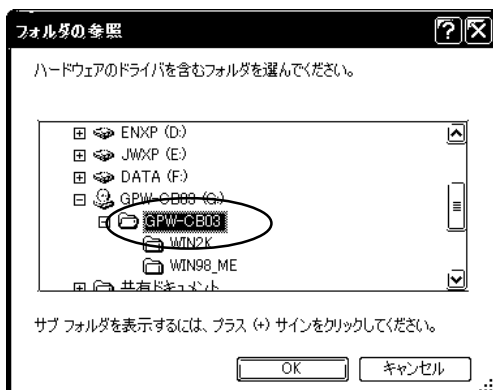 フォルダの参照
ハードウェアのドライバを含むフォルダを選んでください。
ENXP (D:)
JWXP (E:)
DATA (F:)
GPW-CB03 (G:)
GPW-CB03
WIN2K
WIN98_ME
共有ドキュメント
サブ フォルダを表示するには、プラス (+) サインをクリックしてください。
OK
キャンセル